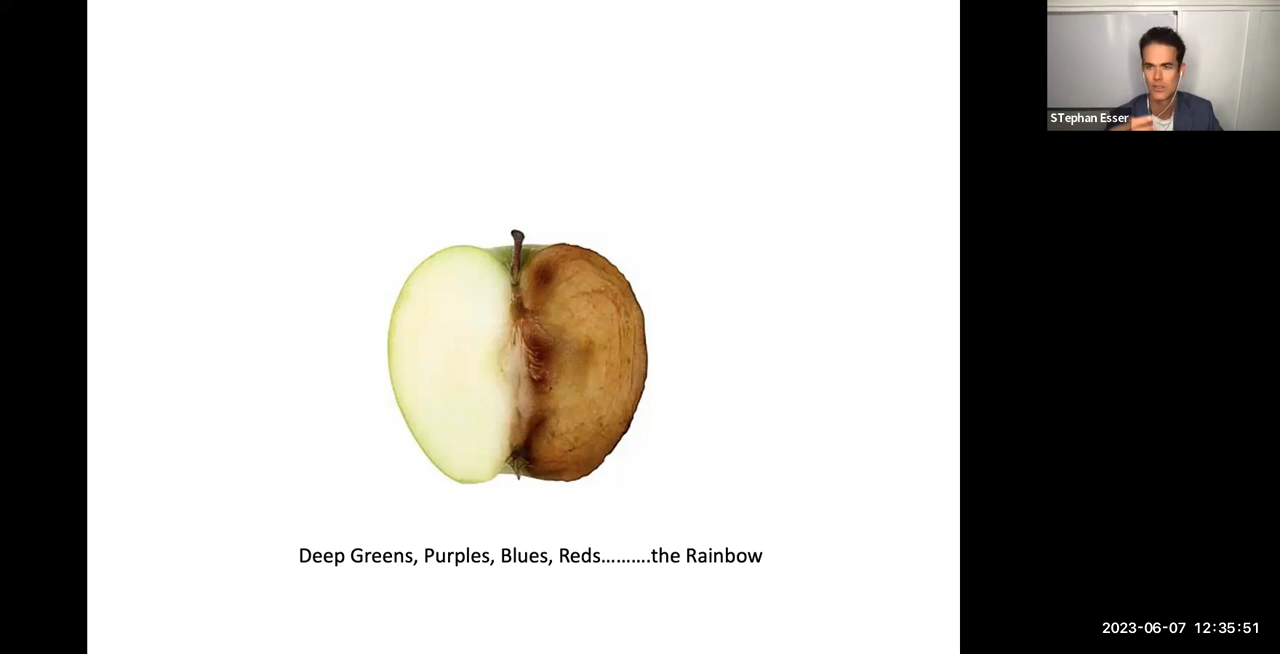 STephan Esser
Deep Greens, Purples, Blues, Reds..........the Rainbow
2023-06-07 12:35:51